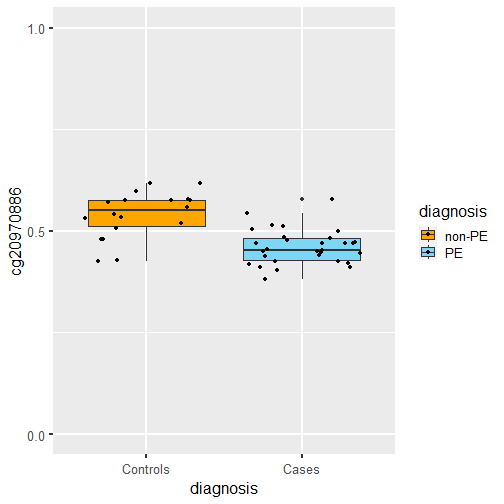 1.0
0.5
0.0
cg20970886
Controls
Cases
diagnosis
diagnosis
non-PE
PE